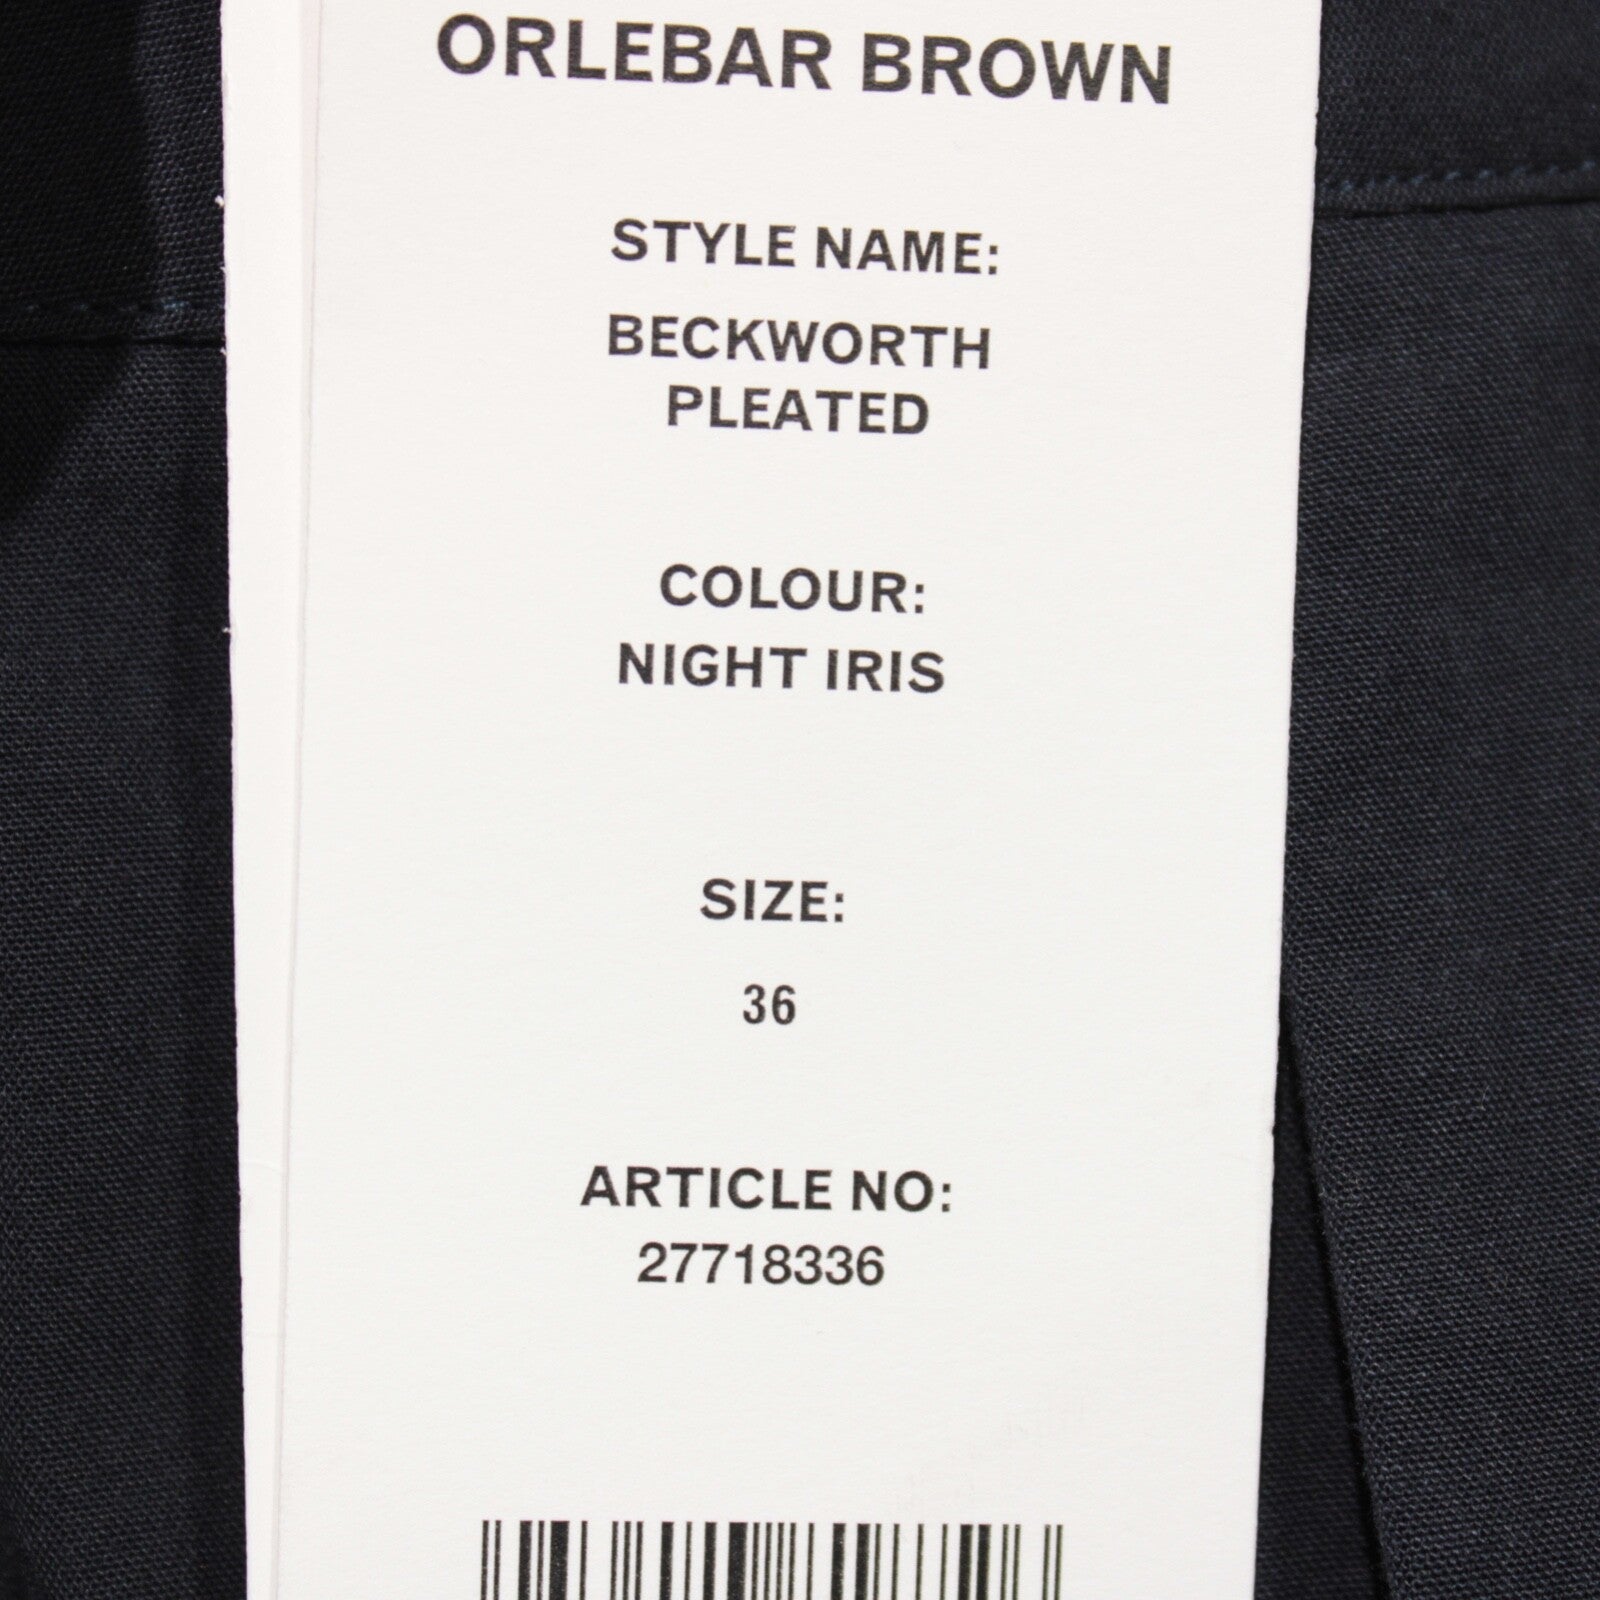 ORLEBAR BROWN
STYLE NAME:
BECKWORTH
PLEATED
COLOUR:
NIGHT IRIS
SIZE:
36
ARTICLE NO:
27718336